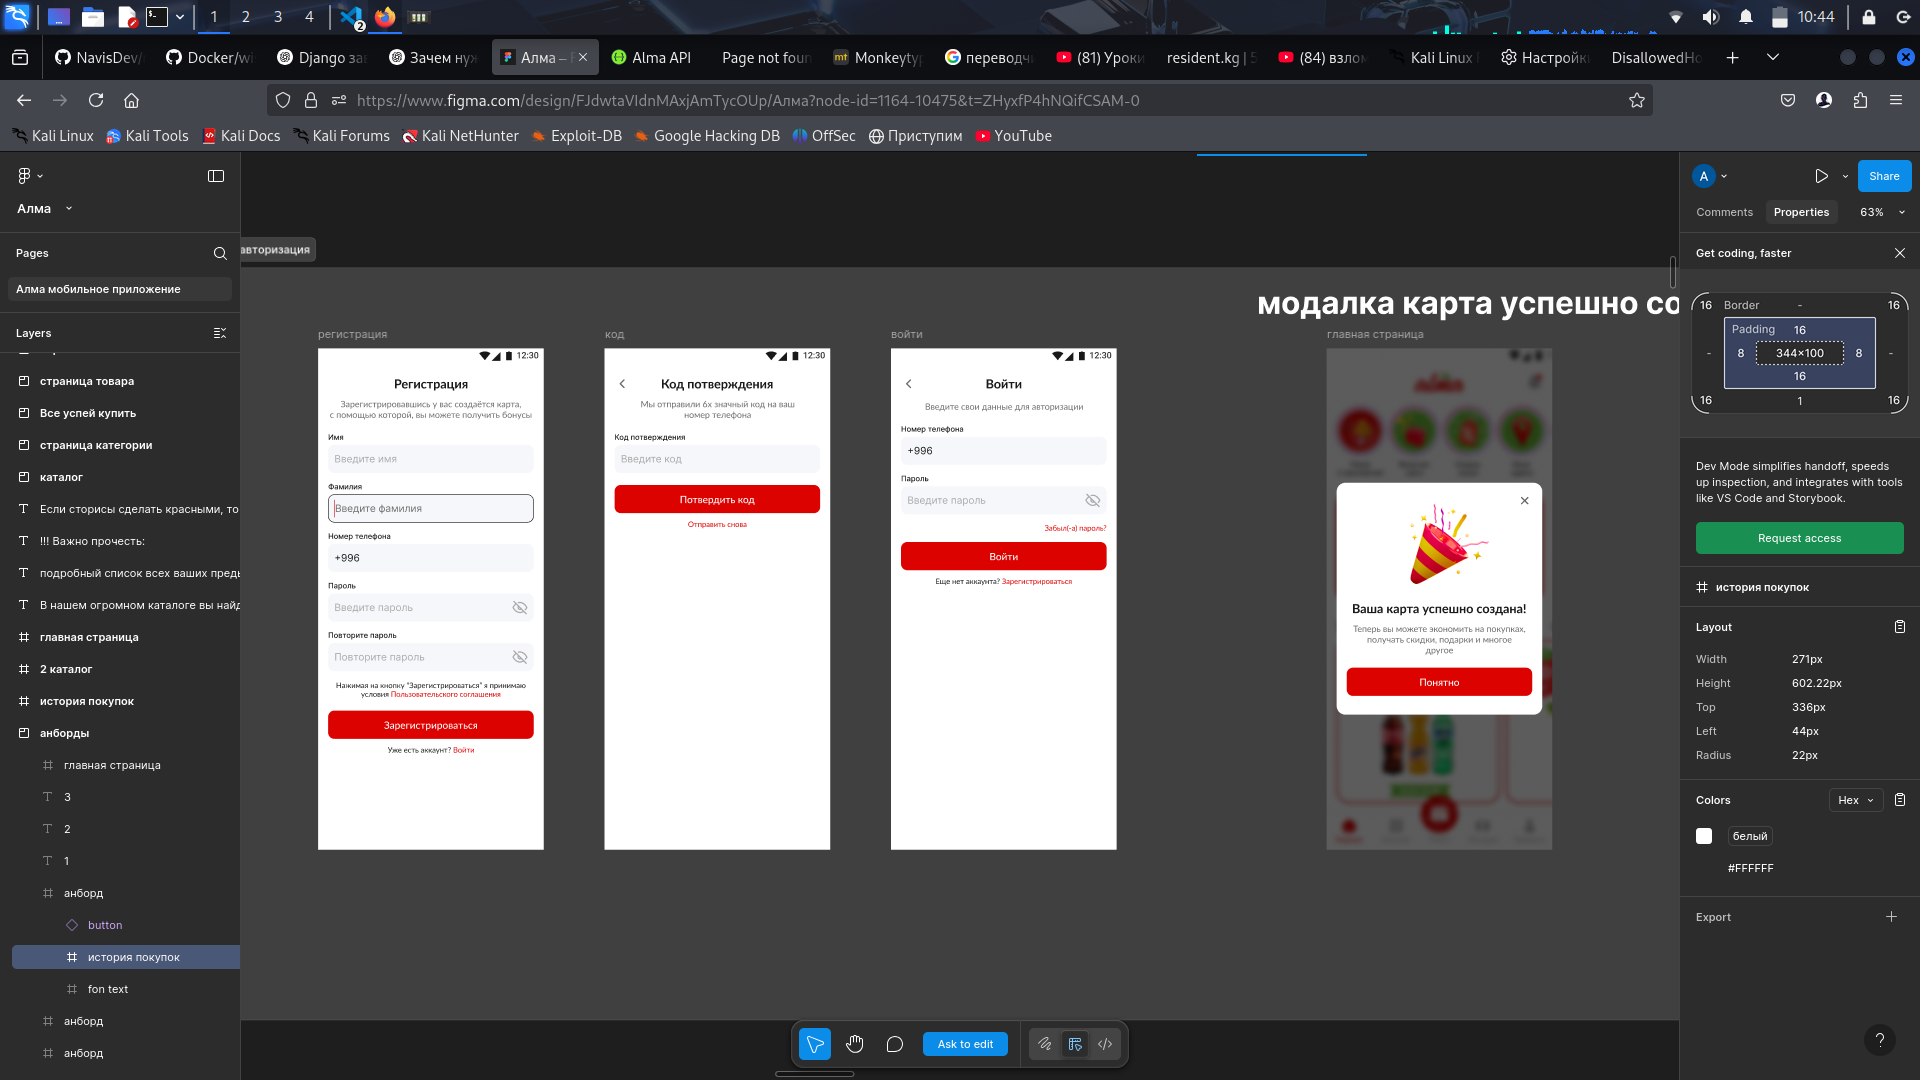 1
2
3
4
2
10:44
NavisDev/
Docker/wi
Django за
Зачем нуж
Алма –
Alma API
Page not foun
Monkeytyp
переводчи
(81) Уроки
resident.kg | 5
(84) взлом
Kali Linux
Настройки
DisallowedHo
https://www.figma.com/design/FJdwtaVIdnMAxjAmTycOUp/Алма?node-id=1164-10475&t=ZHyxfP4hNQifCSAM-0
Kali Linux
Kali Tools
Kali Docs
Kali Forums
Kali NetHunter
Exploit-DB
Google Hacking DB
OffSec
Приступим
YouTube
Алма
Pages
Алма мобильное приложение
Layers
страница товара
Все успей купить
страница категории
каталог
Если сторисы сделать красными, то
!!! Важно прочесть:
подробный список всех ваших предь
В нашем огромном каталоге вы найд
главная страница
2 каталог
история покупок
анборды
главная страница
3
2
1
анборд
button
история покупок
fon text
анборд
анборд
авторизация
модалка карта успешно со
регистрация
12:30
Регистрация
Зарегистрировавшись у вас создаётся карта,
с помощью которой, вы можете получить бонусы
Имя
Введите имя
Фамилия
Введите фамилия
Номер телефона
+996
Пароль
Введите пароль
Повторите пароль
Повторите пароль
Нажимая на кнопку "Зарегистрироваться" я принимаю
условия Пользовательского соглашения
Зарегистрироваться
Уже есть аккаунт? Войти
код
12:30
Код потверждения
Мы отправили 6х значный код на ваш
номер телефона
Код потверждения
Введите код
Потвердить код
Отправить снова
войти
12:30
Войти
Введите свои данные для авторизации
Номер телефона
+996
Пароль
Введите пароль
Забыл(-а) пароль?
Войти
Еще нет аккаунта? Зарегистрироваться
главная страница
Ваша карта успешно создана!
Теперь вы можете экономить на покупках,
получать скидки, подарки и многое
другое
Понятно
Ask to edit
A
Share
Comments
Properties
63%
Get coding, faster
16
Border
-
16
Padding
16
-
8
344×100
8
-
16
16
1
16
Dev Mode simplifies handoff, speeds
up inspection, and integrates with tools
like VS Code and Storybook.
Request access
история покупок
Layout
Width
271px
Height
602.22px
Top
336px
Left
44px
Radius
22px
Colors
Hex
белый
#FFFFFF
Export
?